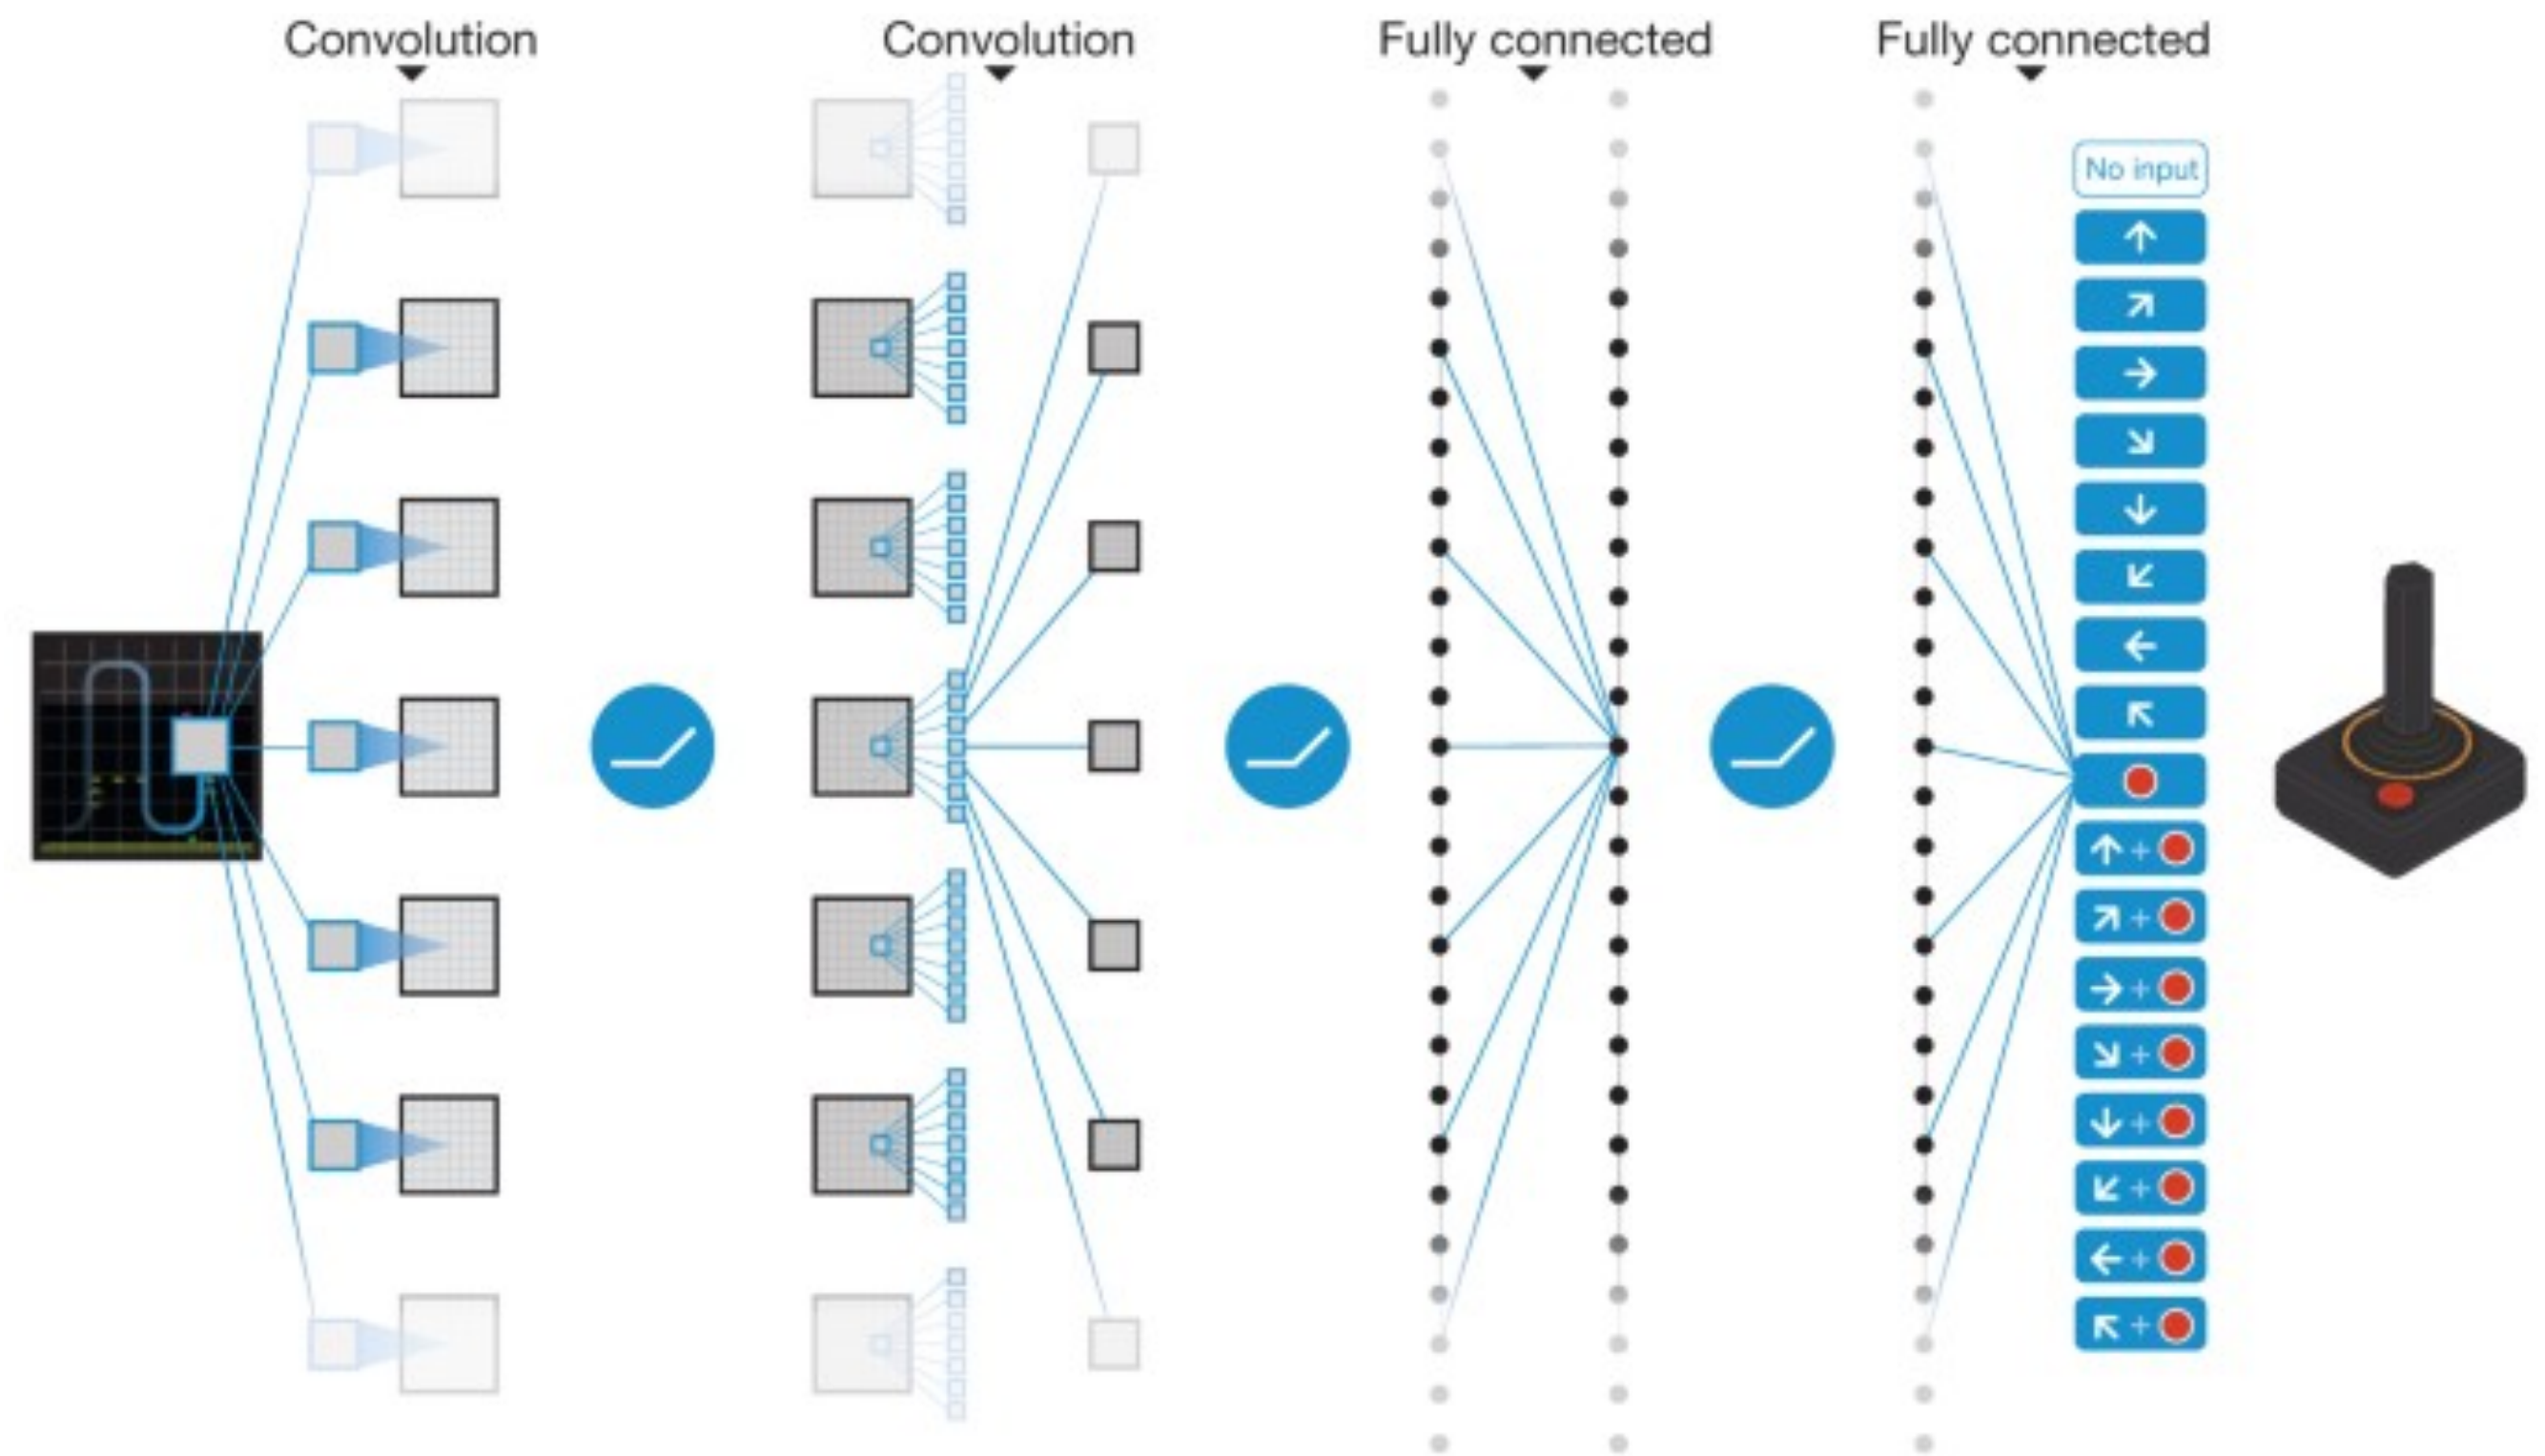 Convolution
Convolution
Fully connected
Fully connected
No input
+
+
+
+
+
+
+
+